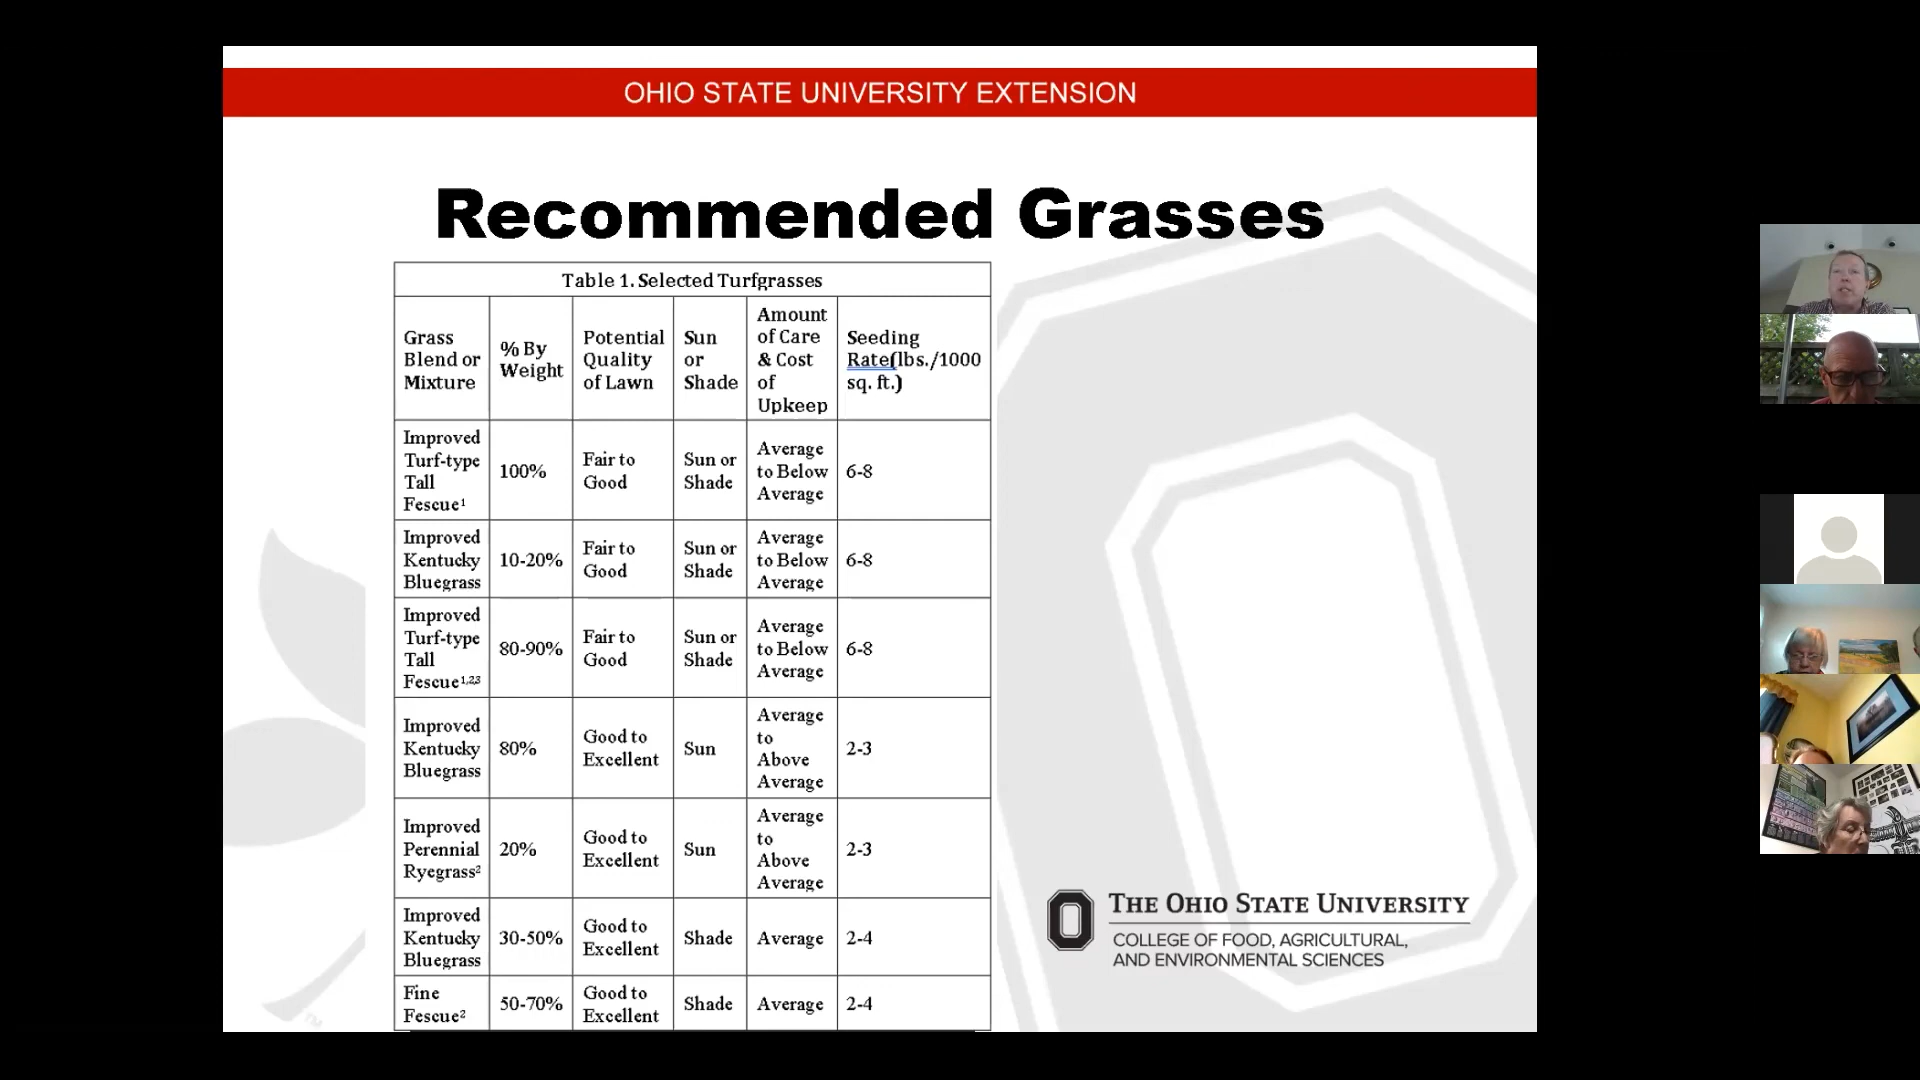 OHIO STATE UNIVERSITY EXTENSION
Recommended Grasses
Table 1. Selected Turfgrasses
Grass
Blend or
Mixture
% By
Weight
Potential
Quality
of Lawn
Sun
or
Shade
Amount
of Care
& Cost
of
Upkeep
Seeding
Rate(lbs./1000
sq. ft.)
Improved
Turf-type
Tall
Fescue¹
100%
Fair to
Good
Sun or
Shade
Average
to Below
Average
6-8
Improved
Kentucky
Bluegrass
10-20%
Fair to
Good
Sun or
Shade
Average
to Below
Average
6-8
Improved
Turf-type
Tall
Fescue¹,²³
80-90%
Fair to
Good
Sun or
Shade
Average
to Below
Average
6-8
Improved
Kentucky
Bluegrass
80%
Good to
Excellent
Sun
Average
to
Above
Average
2-3
Improved
Perennial
Ryegrass²
20%
Good to
Excellent
Sun
Average
to
Above
Average
2-3
Improved
Kentucky
Bluegrass
30-50%
Good to
Excellent
Shade
Average
2-4
Fine
Fescue²
50-70%
Good to
Excellent
Shade
Average
2-4
THE OHIO STATE UNIVERSITY
COLLEGE OF FOOD, AGRICULTURAL,
AND ENVIRONMENTAL SCIENCES
TM